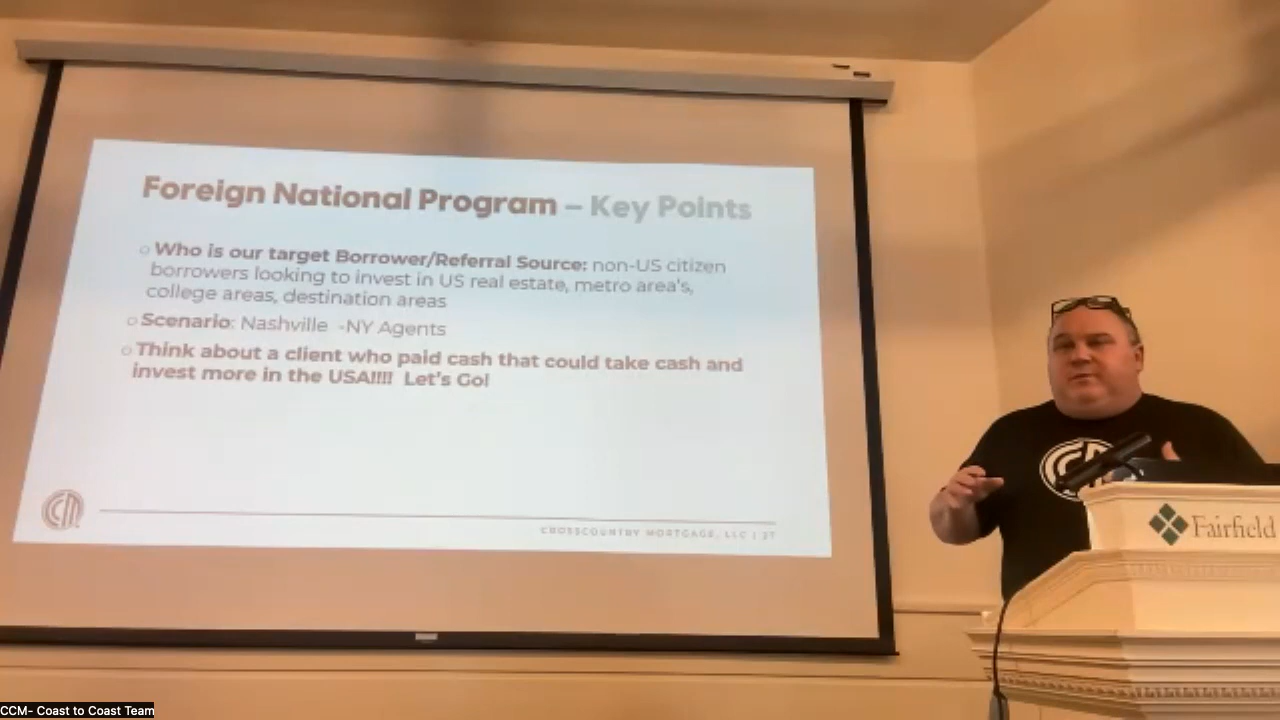 Foreign National Program – Key Points
○ Who is our target Borrower/Referral Source: non-US citizen
borrowers looking to invest in US real estate, metro area's,
college areas, destination areas
○ Scenario: Nashville -NY Agents
○ Think about a client who paid cash that could take cash and
invest more in the USA!!!! Let's Go!
CROSSCOUNTRY MORTGAGE, LLC | 27
Fairfield
CCM- Coast to Coast Team